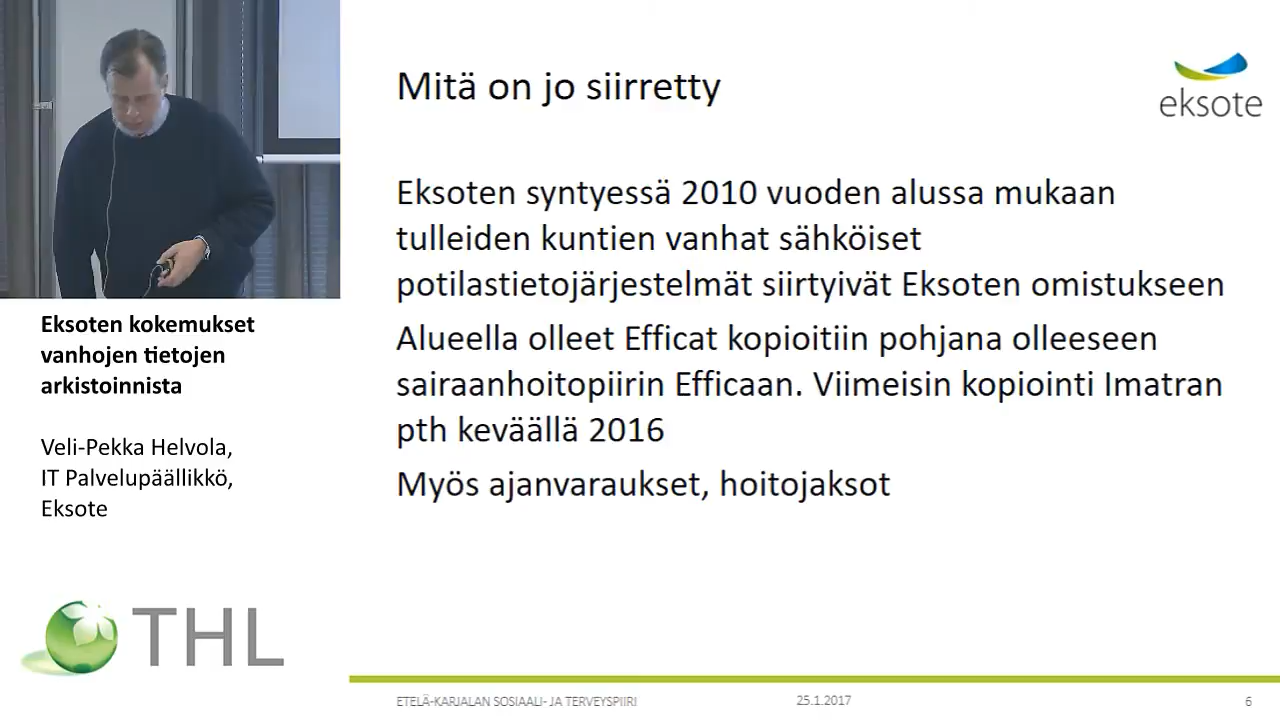 Mitä on jo siirretty
eksote
Eksoten syntyessä 2010 vuoden alussa mukaan
tulleiden kuntien vanhat sähköiset
potilastietojärjestelmät siirtyivät Eksoten omistukseen
Alueella olleet Efficat kopioitiin pohjana olleeseen
sairaanhoitopiirin Efficaan. Viimeisin kopiointi Imatran
pth keväällä 2016
Myös ajanvaraukset, hoitojaksot
Eksoten kokemukset
vanhojen tietojen
arkistoinnista
Veli-Pekka Helvola,
IT Palvelupäällikkö,
Eksote
THL
ETELÄ-KARJALAN SOSIAALI- JA TERVEYSPIIRI
25.1.2017
6